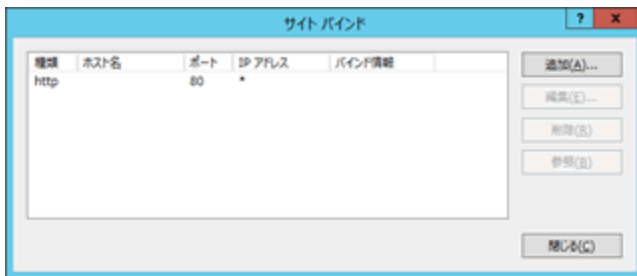 サイト バインド
? x
種類 ホスト名 ポート IP アドレス バインド情報
http 80 *
追加(A)...
編集(E)...
削除(R)
参照(B)
閉じる(C)